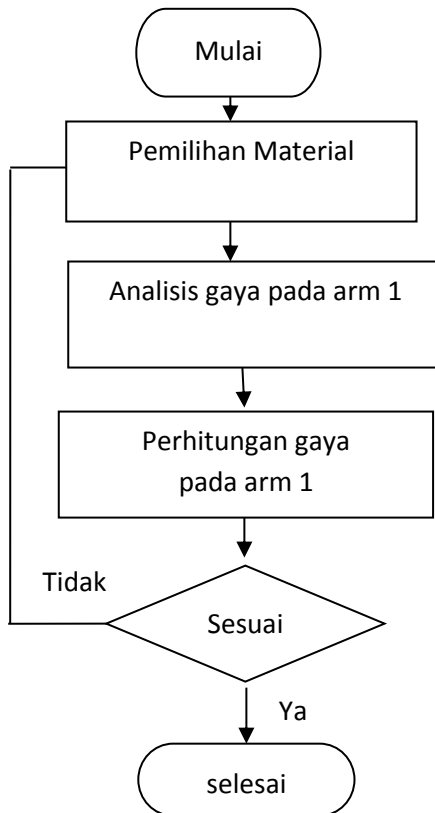 Mulai
Pemilihan Material
Analisis gaya pada arm 1
Perhitungan gaya
pada arm 1
Tidak
Sesuai
Ya
selesai